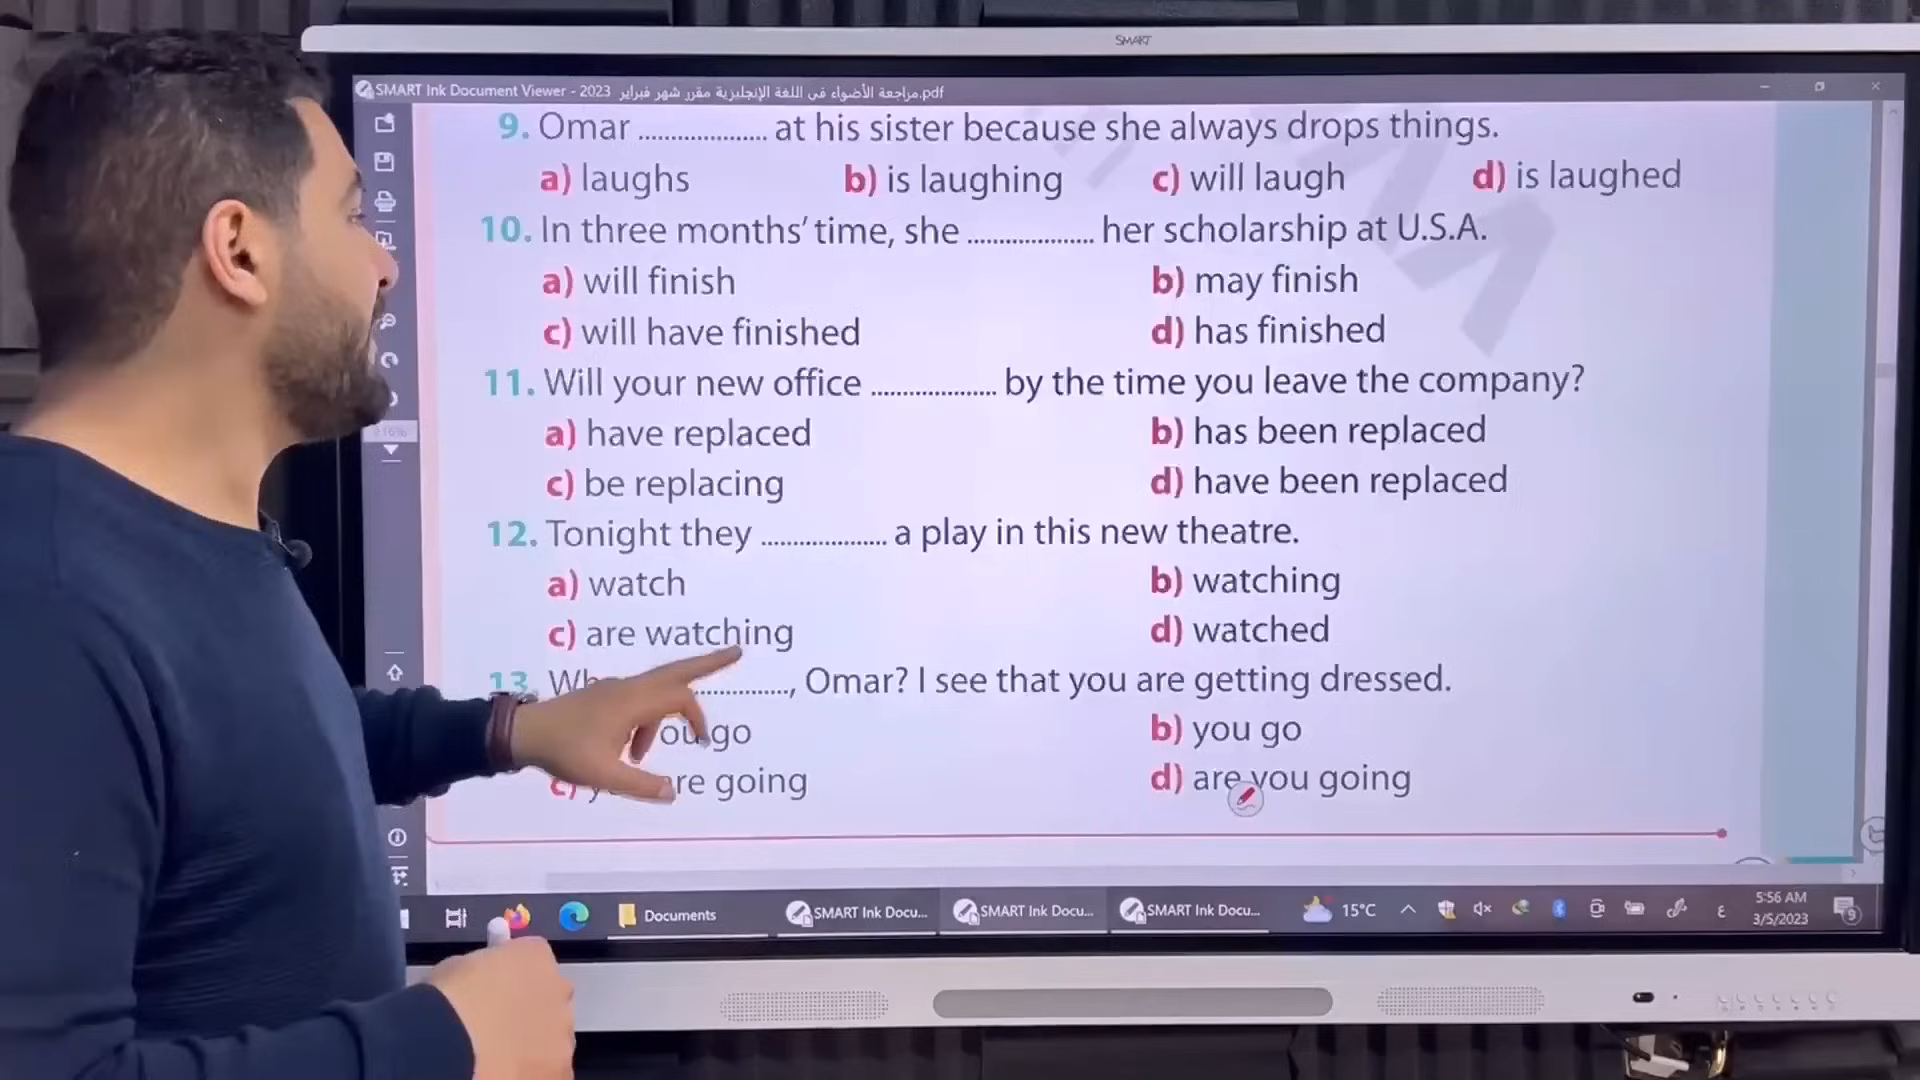 SMART
SMART Ink Document Viewer - 2023 مراجعة الأضواء فى اللغة الإنجليزية مقرر شهر فبراير.pdf
9. Omar .................... at his sister because she always drops things.
a) laughs b) is laughing c) will laugh d) is laughed
10. In three months' time, she .................... her scholarship at U.S.A.
a) will finish b) may finish
c) will have finished d) has finished
11. Will your new office .................... by the time you leave the company?
a) have replaced b) has been replaced
c) be replacing d) have been replaced
12. Tonight they .................... a play in this new theatre.
a) watch b) watching
c) are watching d) watched
13. .............., Omar? I see that you are getting dressed.
go b) you go
c) going d) are you going
Documents SMART Ink Docu... SMART Ink Docu... SMART Ink Docu... 15°C ع 5:56 AM
3/5/2023 9